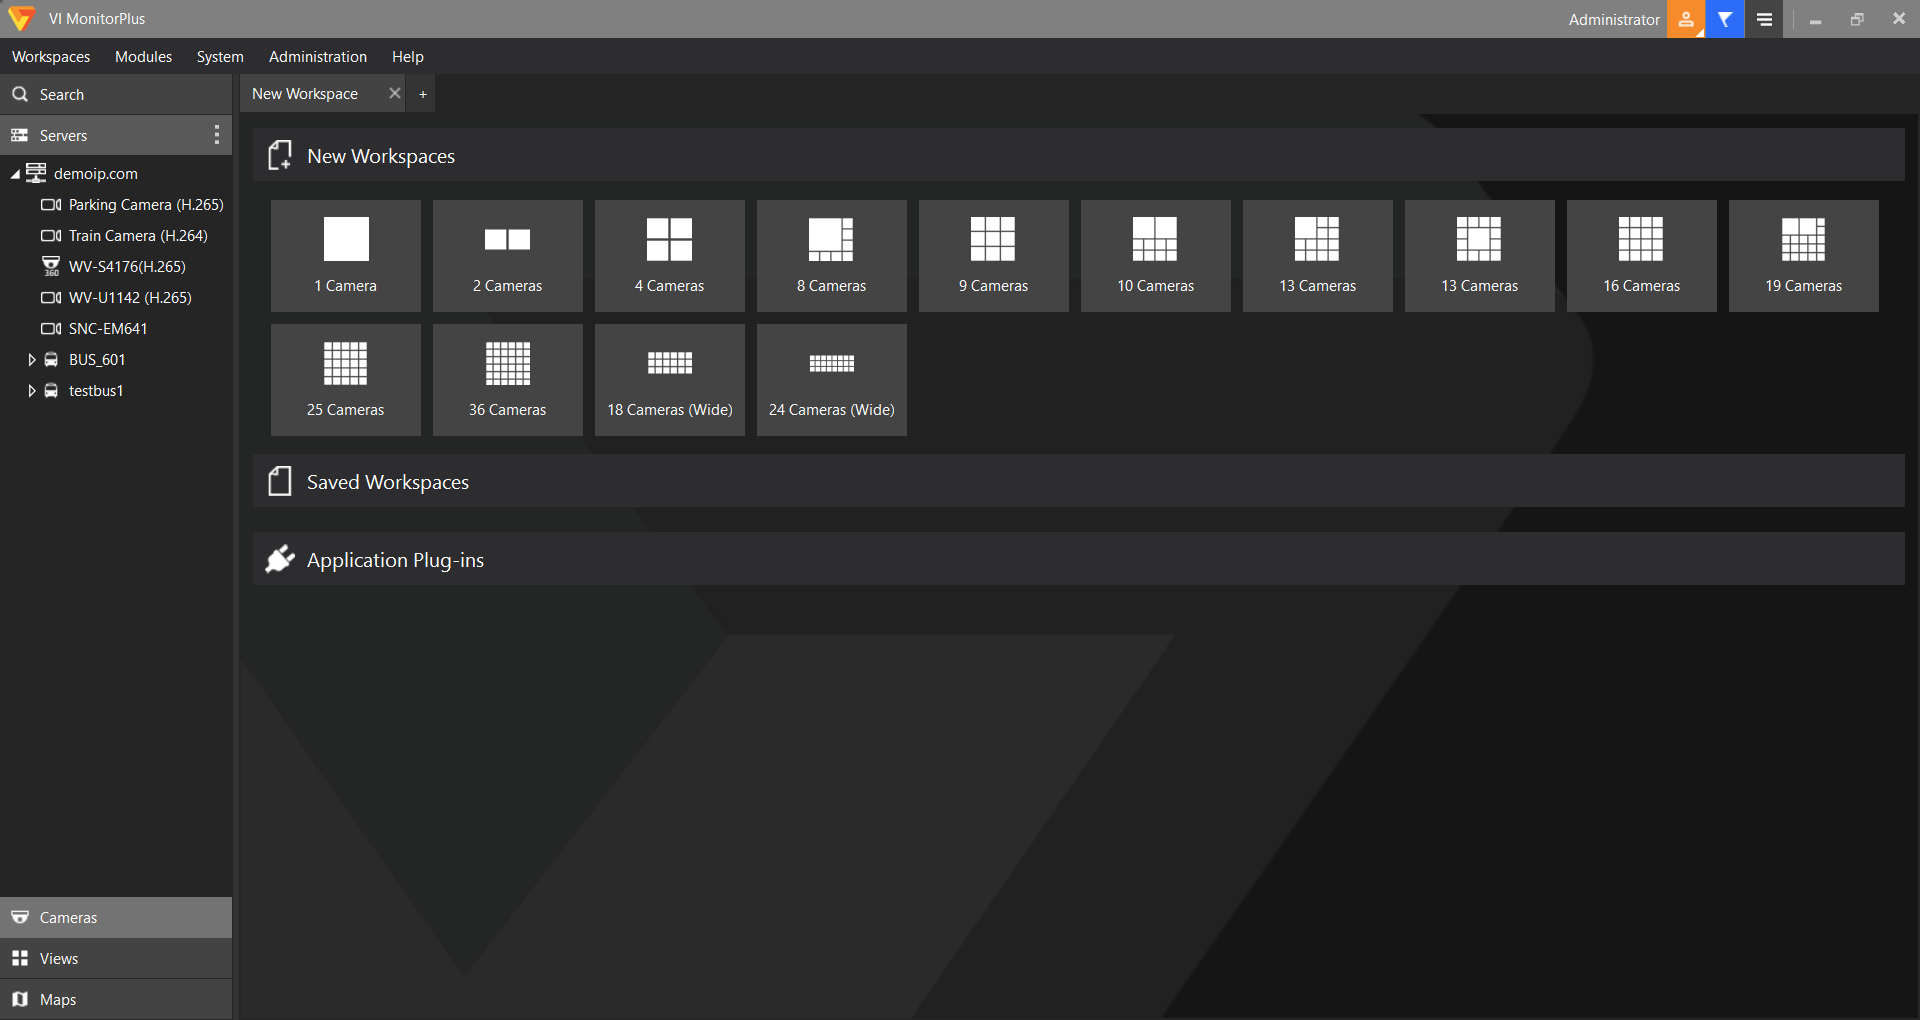 VI MonitorPlus
Administrator
Workspaces Modules System Administration Help
Search
Servers
demoip.com
Parking Camera (H.265)
Train Camera (H.264)
360
WV-S4176(H.265)
WV-U1142 (H.265)
SNC-EM641
BUS_601
testbus1
Cameras
Views
Maps
New Workspace
+
New Workspaces
1 Camera
2 Cameras
4 Cameras
8 Cameras
9 Cameras
10 Cameras
13 Cameras
13 Cameras
16 Cameras
19 Cameras
25 Cameras
36 Cameras
18 Cameras (Wide)
24 Cameras (Wide)
Saved Workspaces
Application Plug-ins